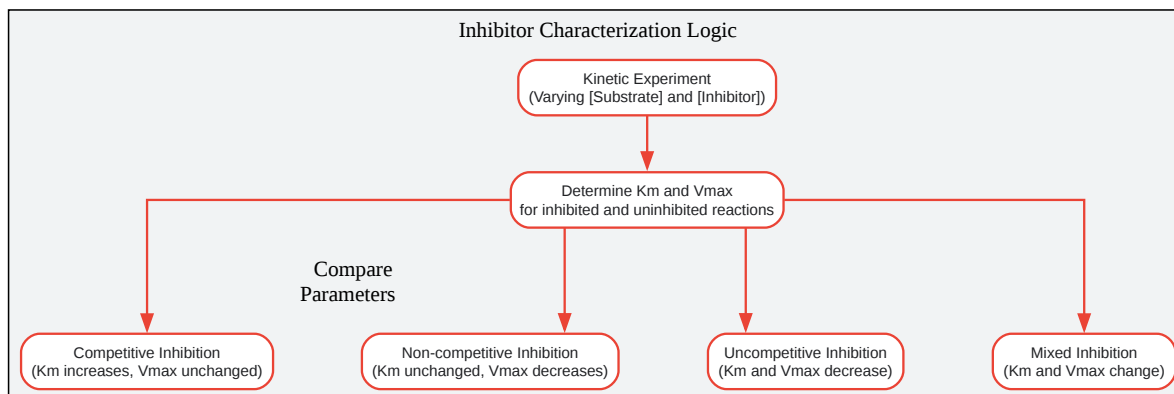 Inhibitor Characterization Logic
Kinetic Experiment
(Varying [Substrate] and [Inhibitor])
Determine Km and Vmax
for inhibited and uninhibited reactions
Compare
Parameters
Competitive Inhibition
(Km increases, Vmax unchanged)
Non-competitive Inhibition
(Km unchanged, Vmax decreases)
Uncompetitive Inhibition
(Km and Vmax decrease)
Mixed Inhibition
(Km and Vmax change)